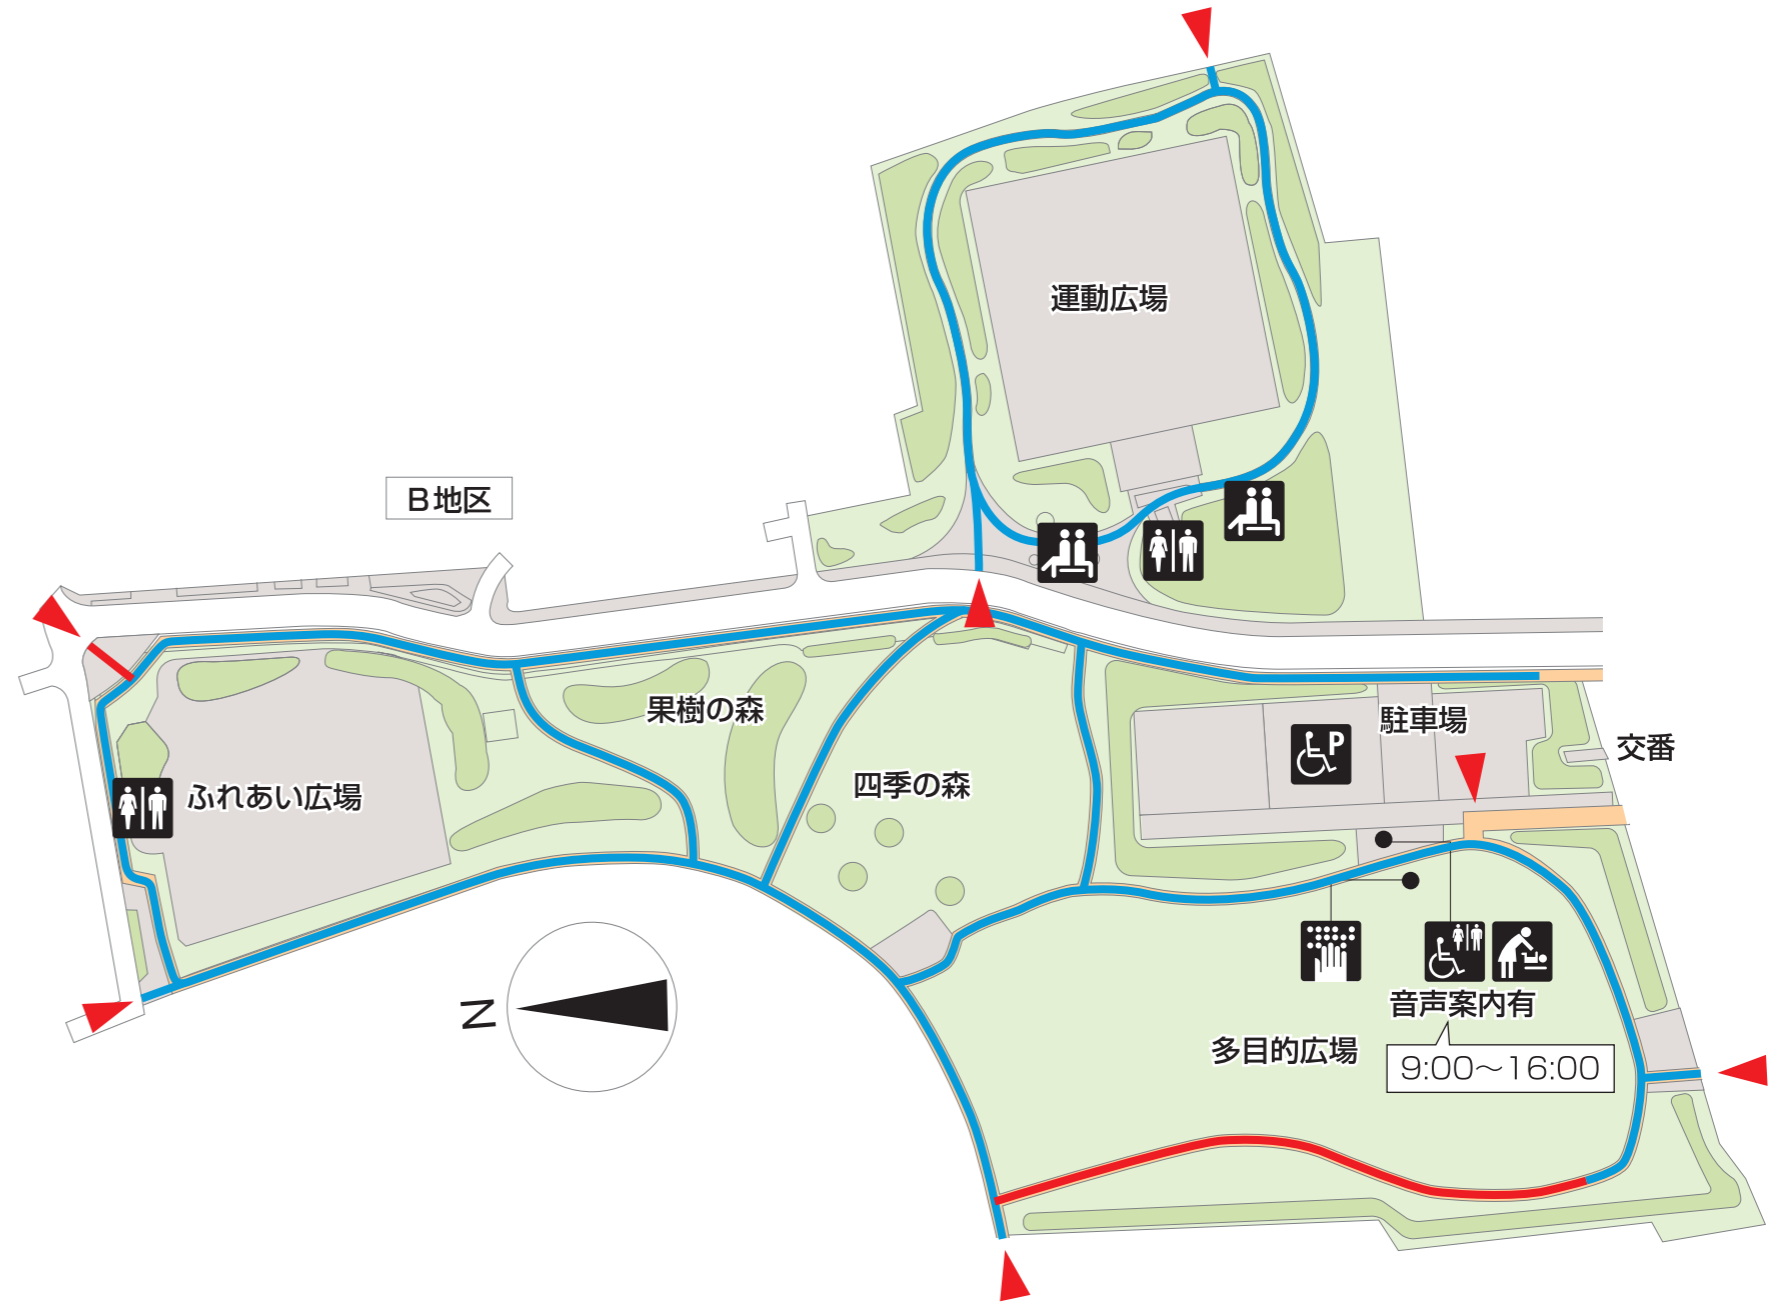 運動広場
B地区
果樹の森
駐車場
交番
四季の森
ふれあい広場
P
N
音声案内有
多目的広場
9:00～16:00